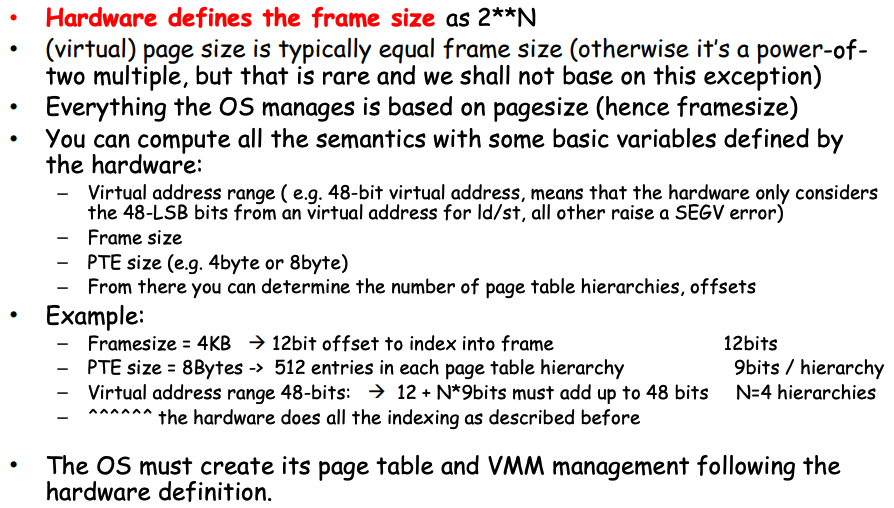 • Hardware defines the frame size as 2**N
• (virtual) page size is typically equal frame size (otherwise it's a power-of-
two multiple, but that is rare and we shall not base on this exception)
• Everything the OS manages is based on pagesize (hence framesize)
• You can compute all the semantics with some basic variables defined by
the hardware:
– Virtual address range ( e.g. 48-bit virtual address, means that the hardware only considers
the 48-LSB bits from an virtual address for ld/st, all other raise a SEGV error)
– Frame size
– PTE size (e.g. 4byte or 8byte)
– From there you can determine the number of page table hierarchies, offsets
• Example:
– Framesize = 4KB → 12bit offset to index into frame 12bits
– PTE size = 8Bytes -> 512 entries in each page table hierarchy 9bits / hierarchy
– Virtual address range 48-bits: → 12 + N*9bits must add up to 48 bits N=4 hierarchies
– ^^^^^^ the hardware does all the indexing as described before
• The OS must create its page table and VMM management following the
hardware definition.